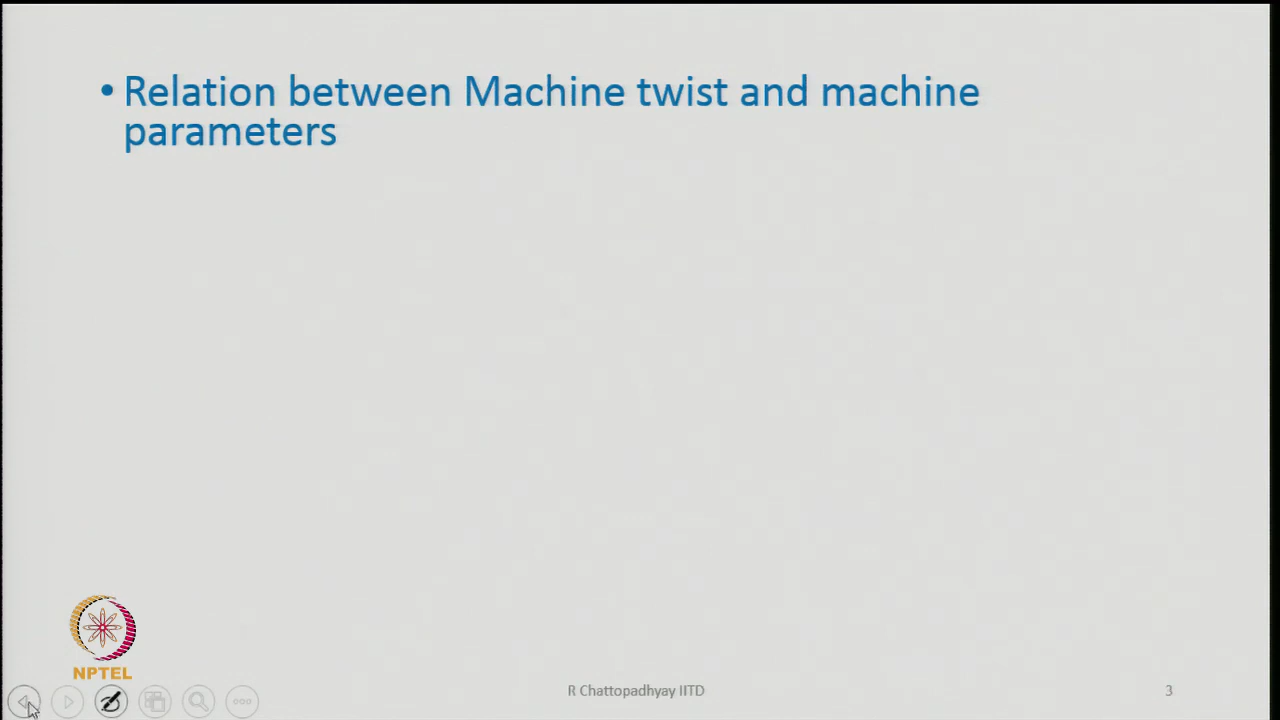 • Relation between Machine twist and machine
parameters
NPTEL
R Chattopadhyay IITD
3